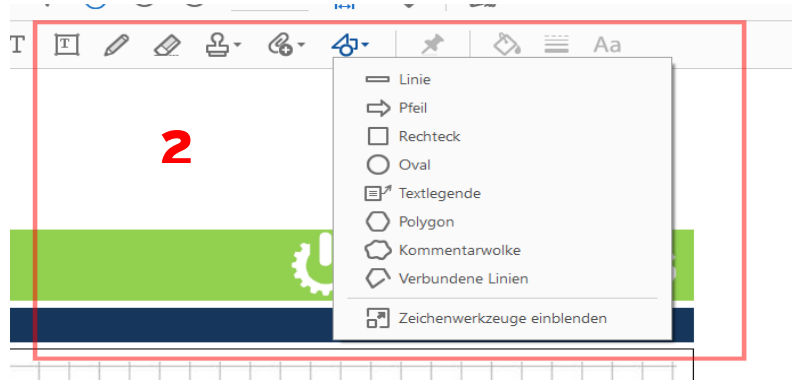 T T Aa
Linie
Pfeil
Rechteck
2
Oval
Textlegende
Polygon
Kommentarwolke
Verbundene Linien
Zeichenwerkzeuge einblenden